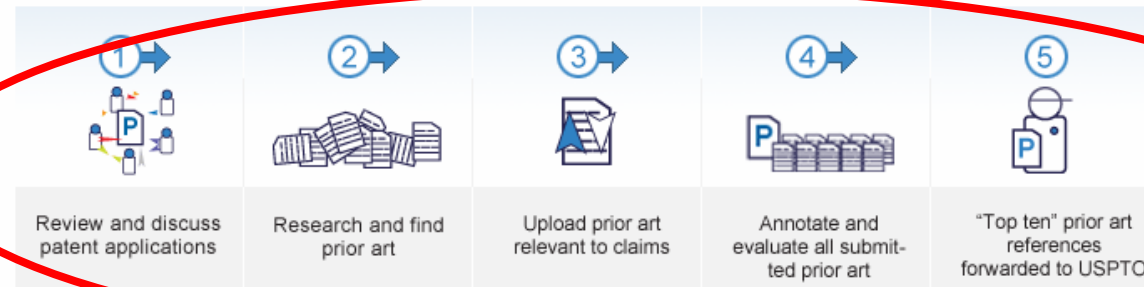 1
2
3
4
5
P
P
P
Review and discuss
patent applications
Research and find
prior art
Upload prior art
relevant to claims
Annotate and
evaluate all submit-
ted prior art
“Top ten” prior art
references
forwarded to USPTO